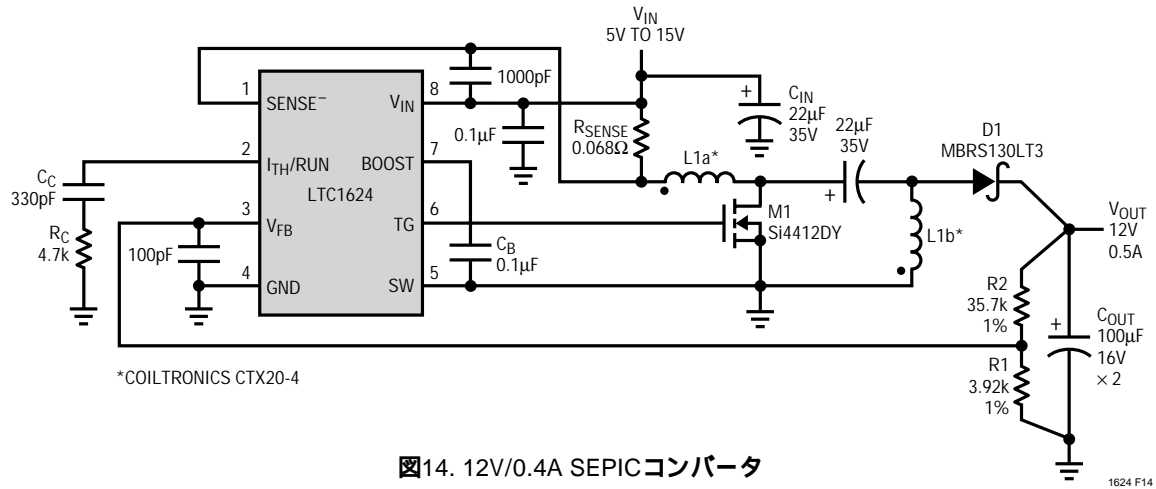 VIN
5V TO 15V
1000pF
1
SENSE−
VIN
8
0.1µF
RSENSE
0.068Ω
+
CIN
22µF
35V
22µF
35V
+
D1
MBRS130LT3
2
ITH/RUN
BOOST
7
LTC1624
L1a*
CC
330pF
RC
4.7k
3
VFB
TG
6
M1
Si4412DY
L1b*
VOUT
12V
0.5A
100pF
CB
0.1µF
4
GND
SW
5
R2
35.7k
1%
+
COUT
100µF
16V
× 2
R1
3.92k
1%
*COILTRONICS CTX20-4
図14. 12V/0.4A SEPICコンバータ
1624 F14